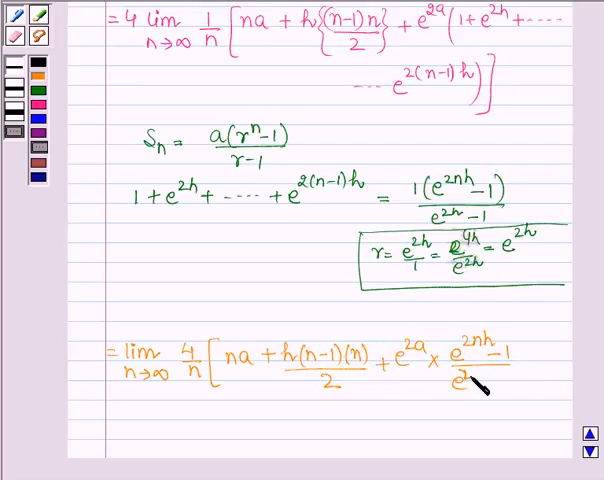 = 4 lim n→∞ 1/n [ na + h { (n-1)n / 2 } + e^{2a} ( 1 + e^{2h} + .....
... e^{2(n-1)h} ) ]
S_n = a(r^n - 1) / r - 1
1 + e^{2h} + ..... + e^{2(n-1)h} = 1(e^{2nh} - 1) / e^{2h} - 1
r = e^{2h} / 1 = e^{4h} / e^{2h} = e^{2h}
= lim n→∞ 4/n [ na + h(n-1)(n) / 2 + e^{2a} × e^{2nh} - 1 / e^{2